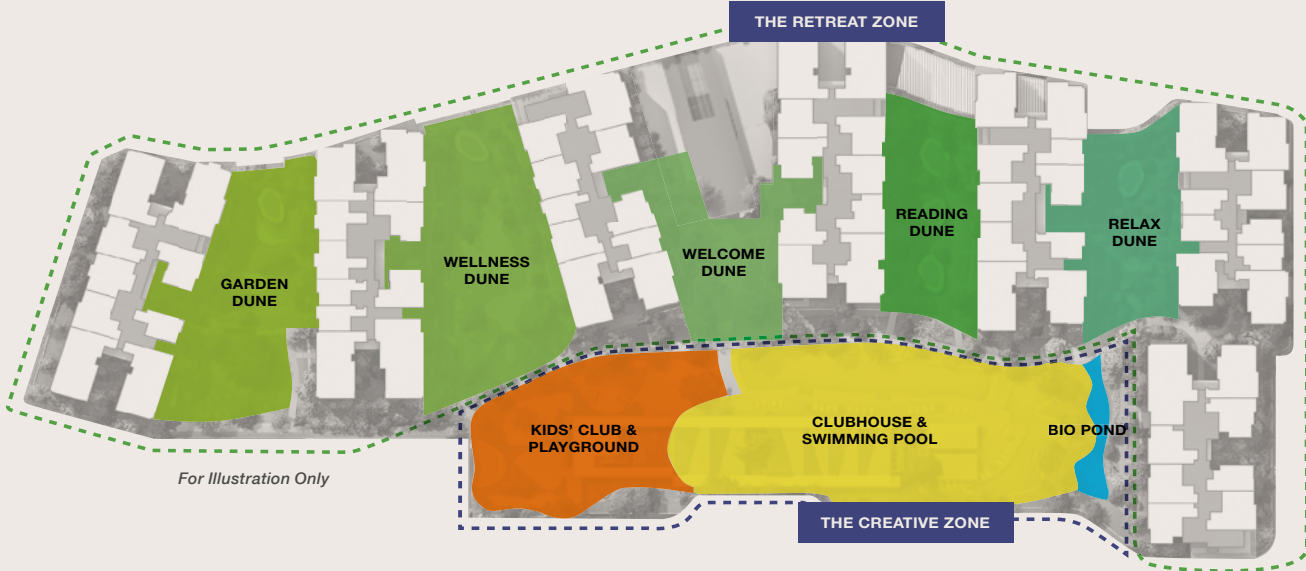 THE RETREAT ZONE
GARDEN
DUNE
WELLNESS
DUNE
WELCOME
DUNE
READING
DUNE
RELAX
DUNE
KIDS' CLUB &
PLAYGROUND
CLUBHOUSE &
SWIMMING POOL
BIO POND
For Illustration Only
THE CREATIVE ZONE